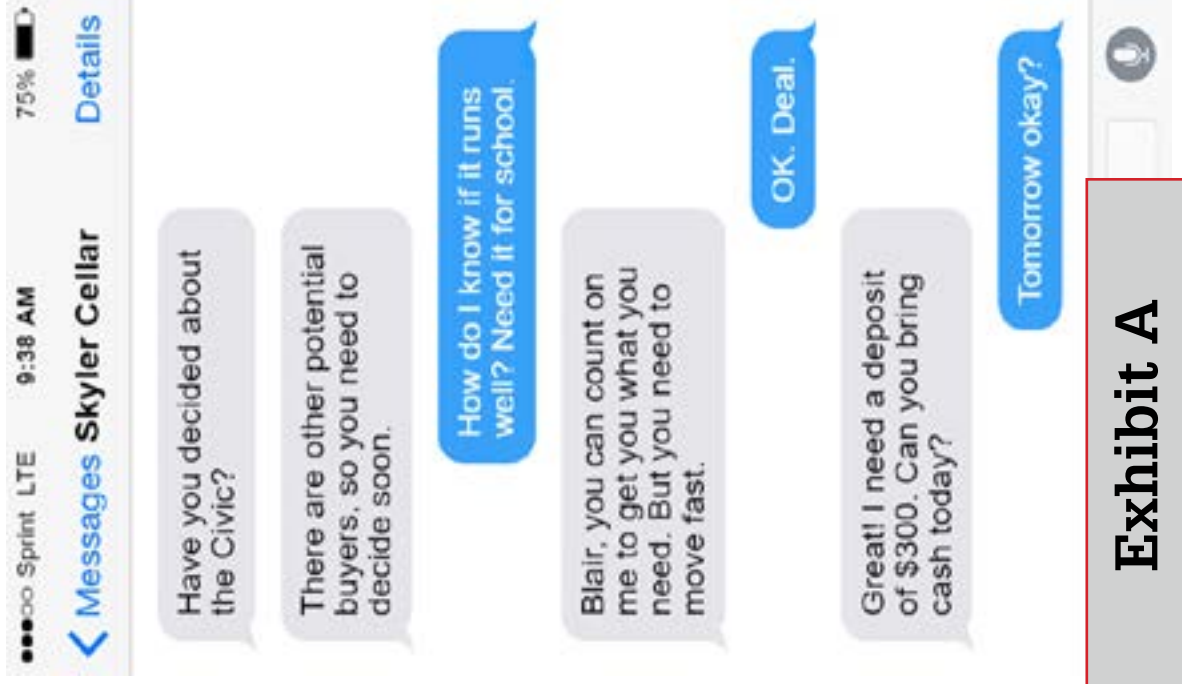 Sprint LTE 9:38 AM 75%
Messages Skyler Cellar Details
Have you decided about
the Civic?
There are other potential
buyers, so you need to
decide soon.
How do I know if it runs
well? Need it for school.
Blair, you can count on
me to get you what you
need. But you need to
move fast.
OK. Deal.
Great! I need a deposit
of $300. Can you bring
cash today?
Tomorrow okay?
Exhibit A